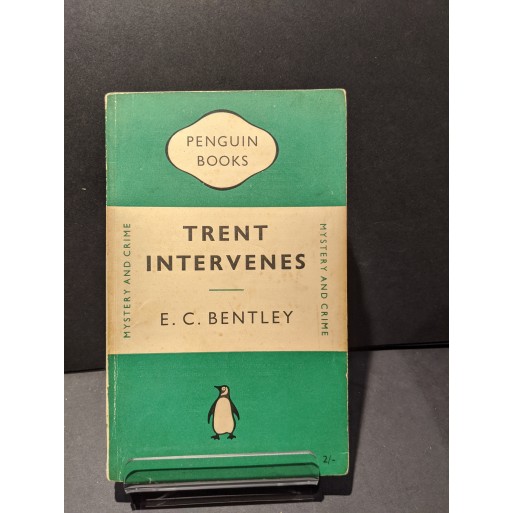 PENGUIN
BOOKS
MYSTERY AND CRIME
TRENT
INTERVENES
E. C. BENTLEY
MYSTERY AND CRIME
2/-